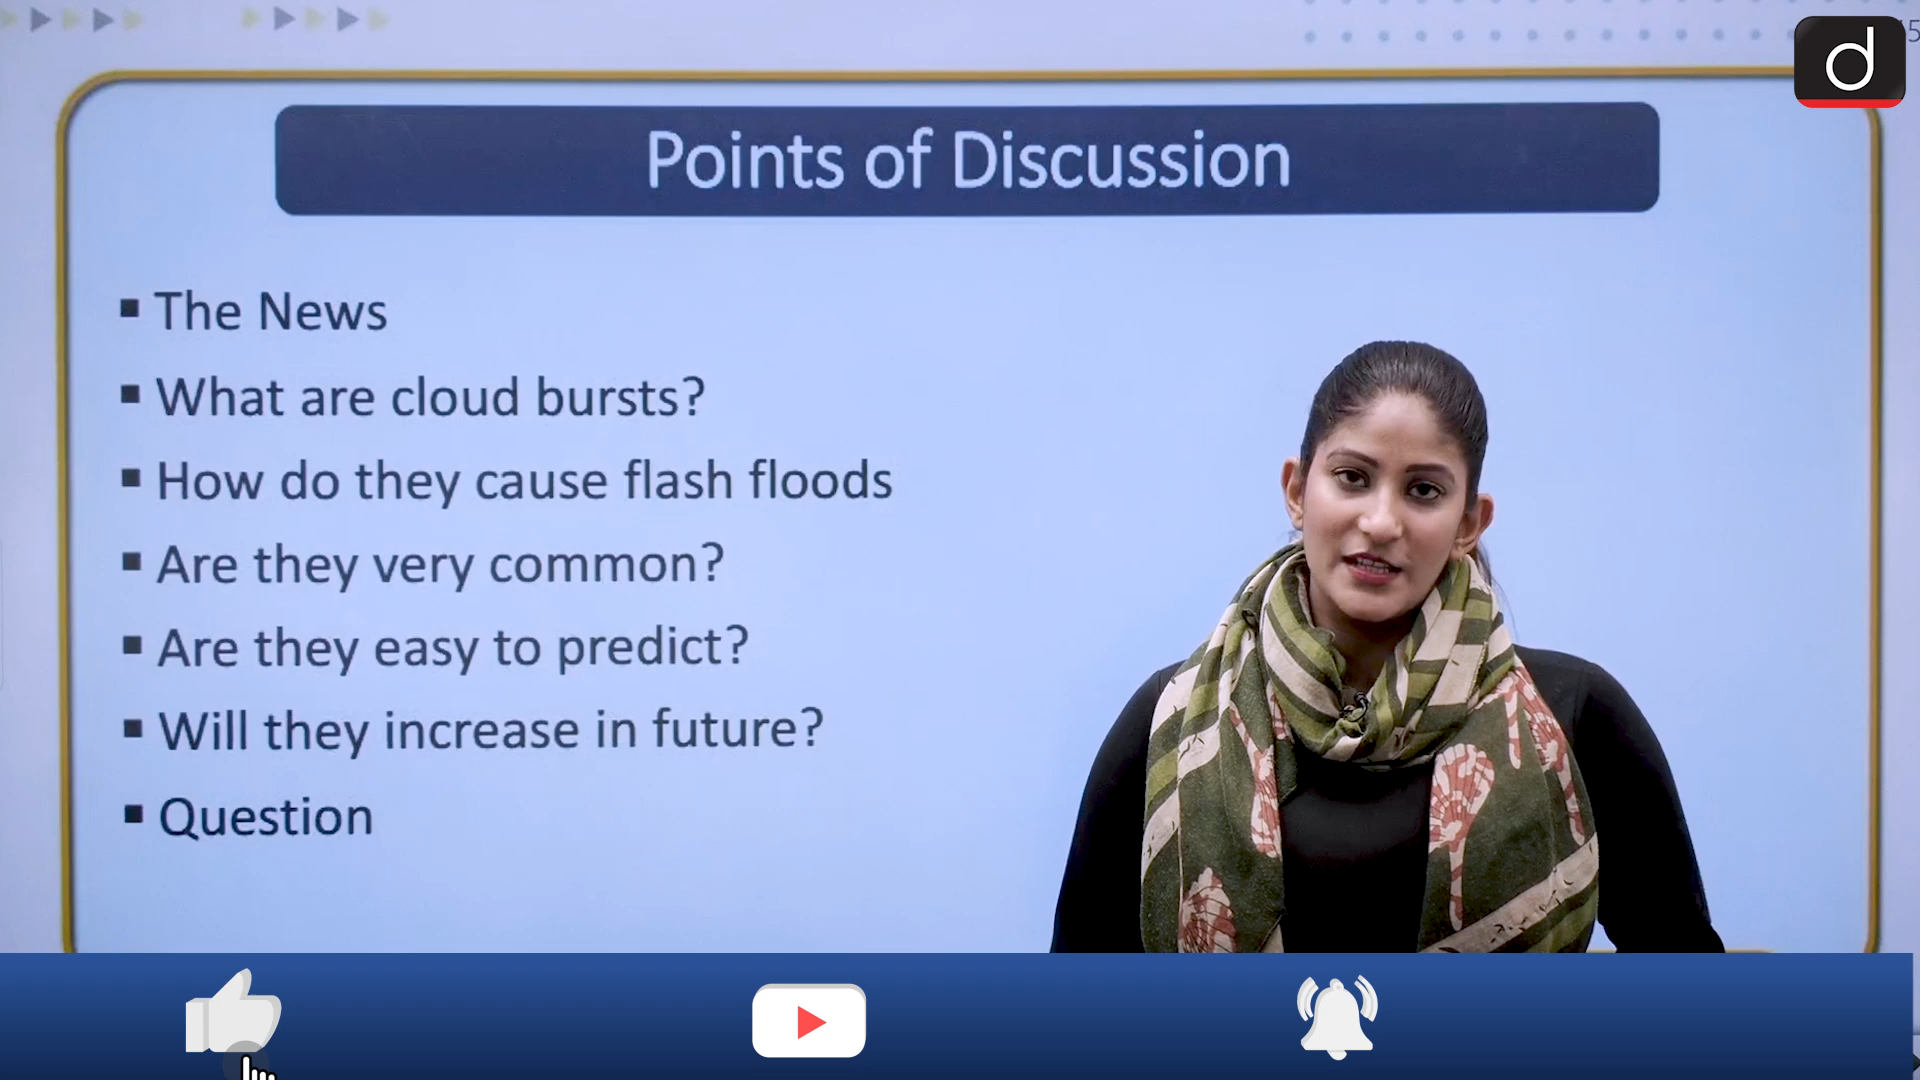 d
Points of Discussion
▪ The News
▪ What are cloud bursts?
▪ How do they cause flash floods
▪ Are they very common?
▪ Are they easy to predict?
▪ Will they increase in future?
▪ Question